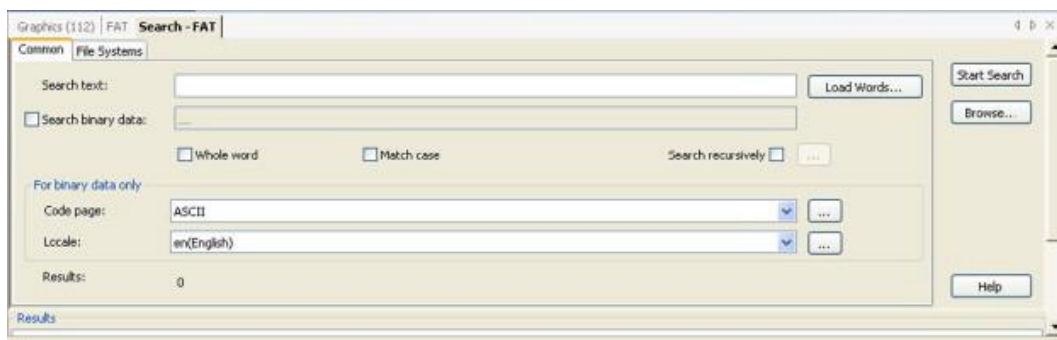 Graphics (112) FAT Search - FAT
Common File Systems
Search text: Load Words... Start Search
Search binary data: ... Browse...
Whole word Match case Search recursively ...
For binary data only
Code page: ASCII ...
Locale: en(English) ...
Results: 0
Help
Results